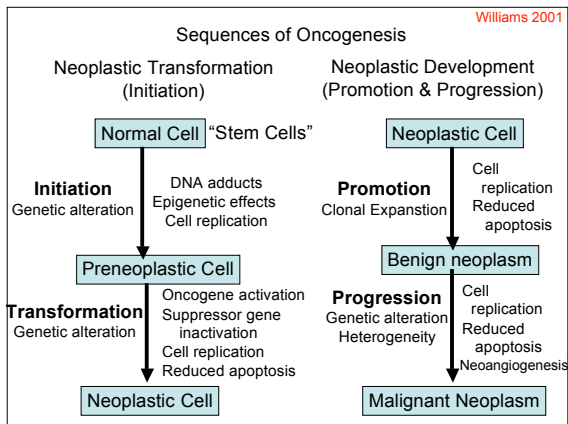 Williams 2001
Sequences of Oncogenesis
Neoplastic Transformation
(Initiation)
Normal Cell "Stem Cells"
Initiation
Genetic alteration
DNA adducts
Epigenetic effects
Cell replication
Preneoplastic Cell
Transformation
Genetic alteration
Oncogene activation
Suppressor gene
inactivation
Cell replication
Reduced apoptosis
Neoplastic Cell
Neoplastic Development
(Promotion & Progression)
Neoplastic Cell
Promotion
Clonal Expanstion
Cell
replication
Reduced
apoptosis
Benign neoplasm
Progression
Genetic alteration
Heterogeneity
Cell
replication
Reduced
apoptosis
Neoangiogenesis
Malignant Neoplasm